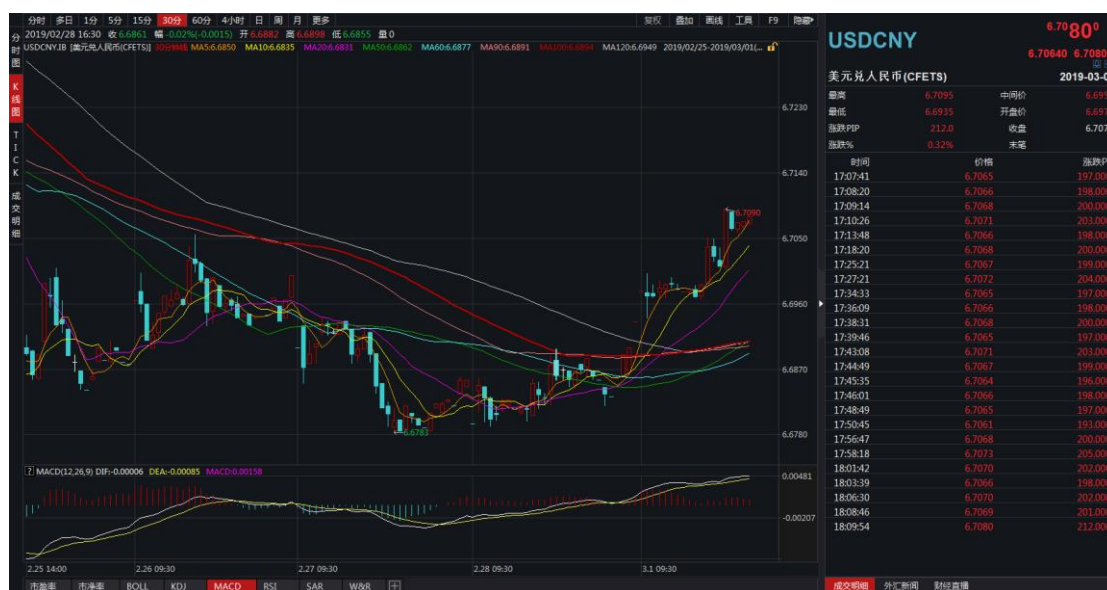 分时 多日 1分 5分 15分 30分 60分 4小时 日 周 月 更多 复权 叠加 画线 工具 F9 隐藏
2019/02/28 16:30 收6.6861 幅-0.02%(-0.0015) 开6.6882 高6.6898 低6.6855 量0
USDCNY.IB [美元兑人民币(CFETS)] 30分钟线 MA5:6.6850 MA10:6.6835 MA20:6.6831 MA50:6.6862 MA60:6.6877 MA90:6.6891 MA100:6.6894 MA120:6.6949 2019/02/25-2019/03/01(...
分时图
K线图
TICK
成交明细
6.7230
6.7140
6.7090
6.7050
6.6960
6.6870
6.6783
6.6780
? MACD(12,26,9) DIF:-0.00006 DEA:-0.00085 MACD:0.00158
0.00481
-0.00207
2.25 14:00 2.26 09:30 2.27 09:30 2.28 09:30 3.1 09:30
市盈率 市净率 BOLL KDJ MACD RSI SAR W&R
USDCNY
6.7080⁰
6.70640 6.7080
美元兑人民币(CFETS) 2019-03-0
最高 6.7095 中间价 6.695
最低 6.6935 开盘价 6.697
涨跌PIP 212.0 收盘 6.707
涨跌% 0.32% 末笔
时间 价格 涨跌P
17:07:41 6.7065 197.00
17:08:20 6.7066 198.00
17:09:14 6.7068 200.00
17:10:26 6.7071 203.00
17:13:48 6.7066 198.00
17:18:20 6.7068 200.00
17:25:21 6.7067 199.00
17:27:21 6.7072 204.00
17:34:33 6.7065 197.00
17:36:09 6.7066 198.00
17:38:31 6.7068 200.00
17:39:46 6.7065 197.00
17:43:08 6.7071 203.00
17:44:49 6.7067 199.00
17:45:35 6.7064 196.00
17:46:01 6.7066 198.00
17:48:49 6.7065 197.00
17:50:45 6.7061 193.00
17:56:47 6.7068 200.00
17:58:18 6.7073 205.00
18:01:42 6.7070 202.00
18:03:39 6.7066 198.00
18:06:30 6.7070 202.00
18:08:46 6.7069 201.00
18:09:54 6.7080 212.00
成交明细 外汇新闻 财经直播